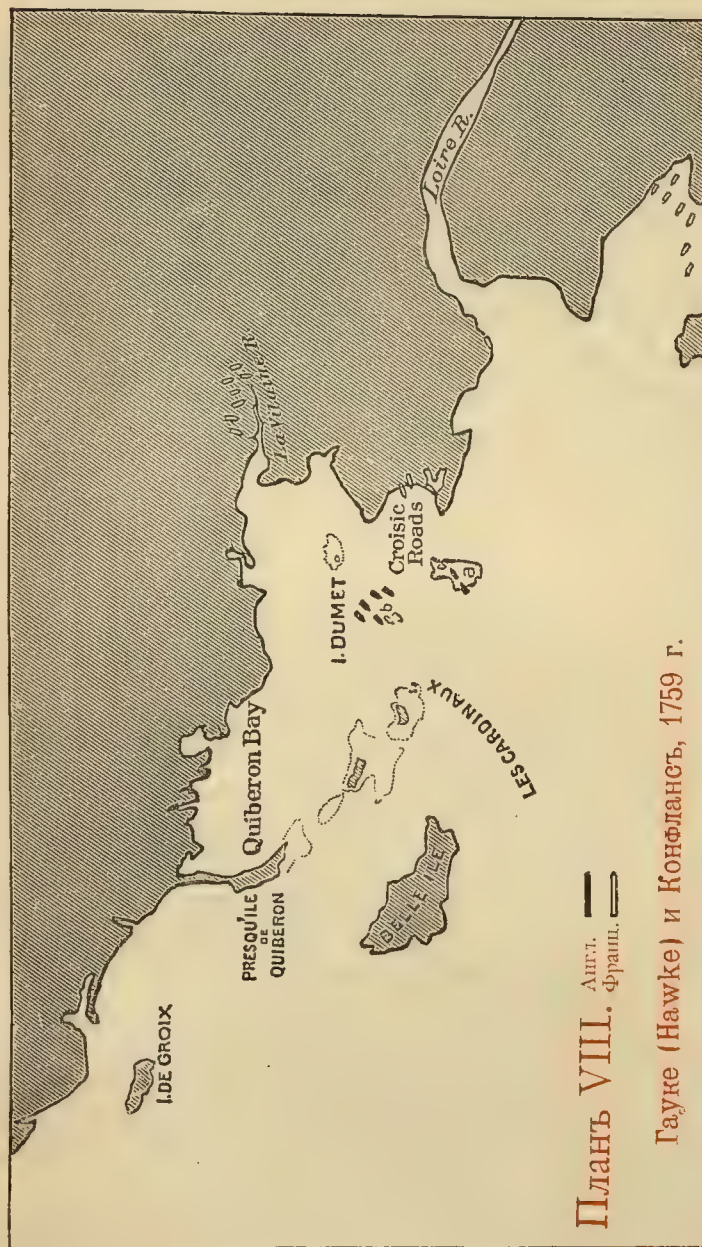 I. DE GROIX
PRESQU'ILE
DE
QUIBERON
Quiberon Bay
BELLE ILE
LES CARDINAUX
I. DUMET
b
Croisic
Roads
a
La Vilaine R.
Loire R.
Планъ VIII.
Англ.
Франц.
Гауке (Hawke) и Конфлансъ, 1759 г.